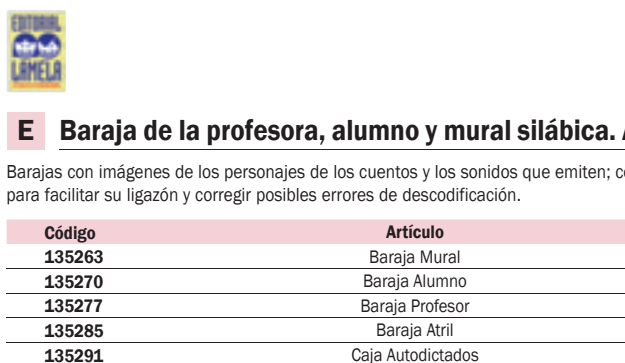 EDITORIAL
LAMELA
E Baraja de la profesora, alumno y mural silábica.
Barajas con imágenes de los personajes de los cuentos y los sonidos que emiten;
para facilitar su ligazón y corregir posibles errores de descodificación.
Código Artículo
135263 Baraja Mural
135270 Baraja Alumno
135277 Baraja Profesor
135285 Baraja Atril
135291 Caja Autodictados